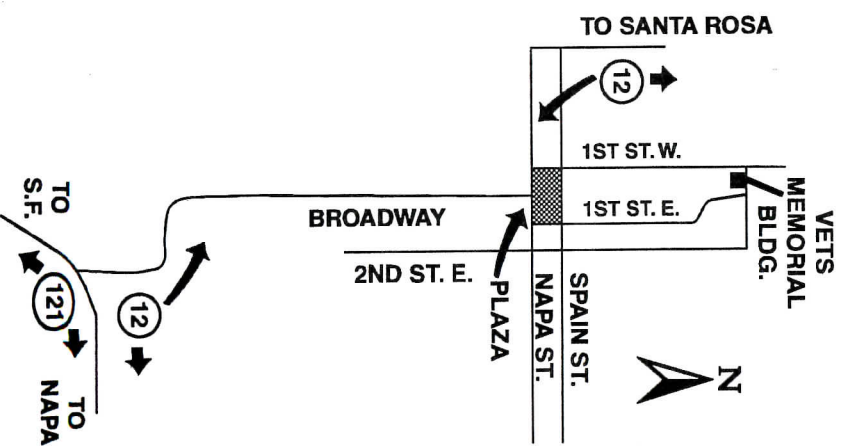 TO SANTA ROSA
12
1ST ST. W.
VETS
MEMORIAL
BLDG.
BROADWAY
1ST ST. E.
2ND ST. E.
PLAZA
NAPA ST.
SPAIN ST.
N
TO
S.F.
121
12
TO
NAPA